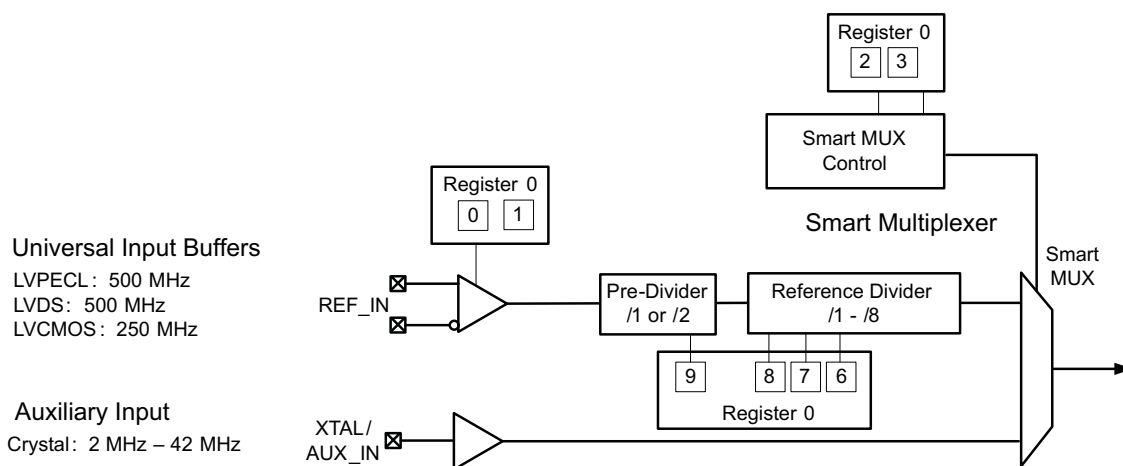 Register 0
2 3
Smart MUX
Control
Register 0
0 1
Smart Multiplexer
Universal Input Buffers
LVPECL: 500 MHz
LVDS: 500 MHz
LVCMOS: 250 MHz
REF_IN
Pre-Divider
/1 or /2
Reference Divider
/1 - /8
Smart
MUX
9 8 7 6
Register 0
Auxiliary Input
Crystal: 2 MHz – 42 MHz
XTAL/
AUX_IN